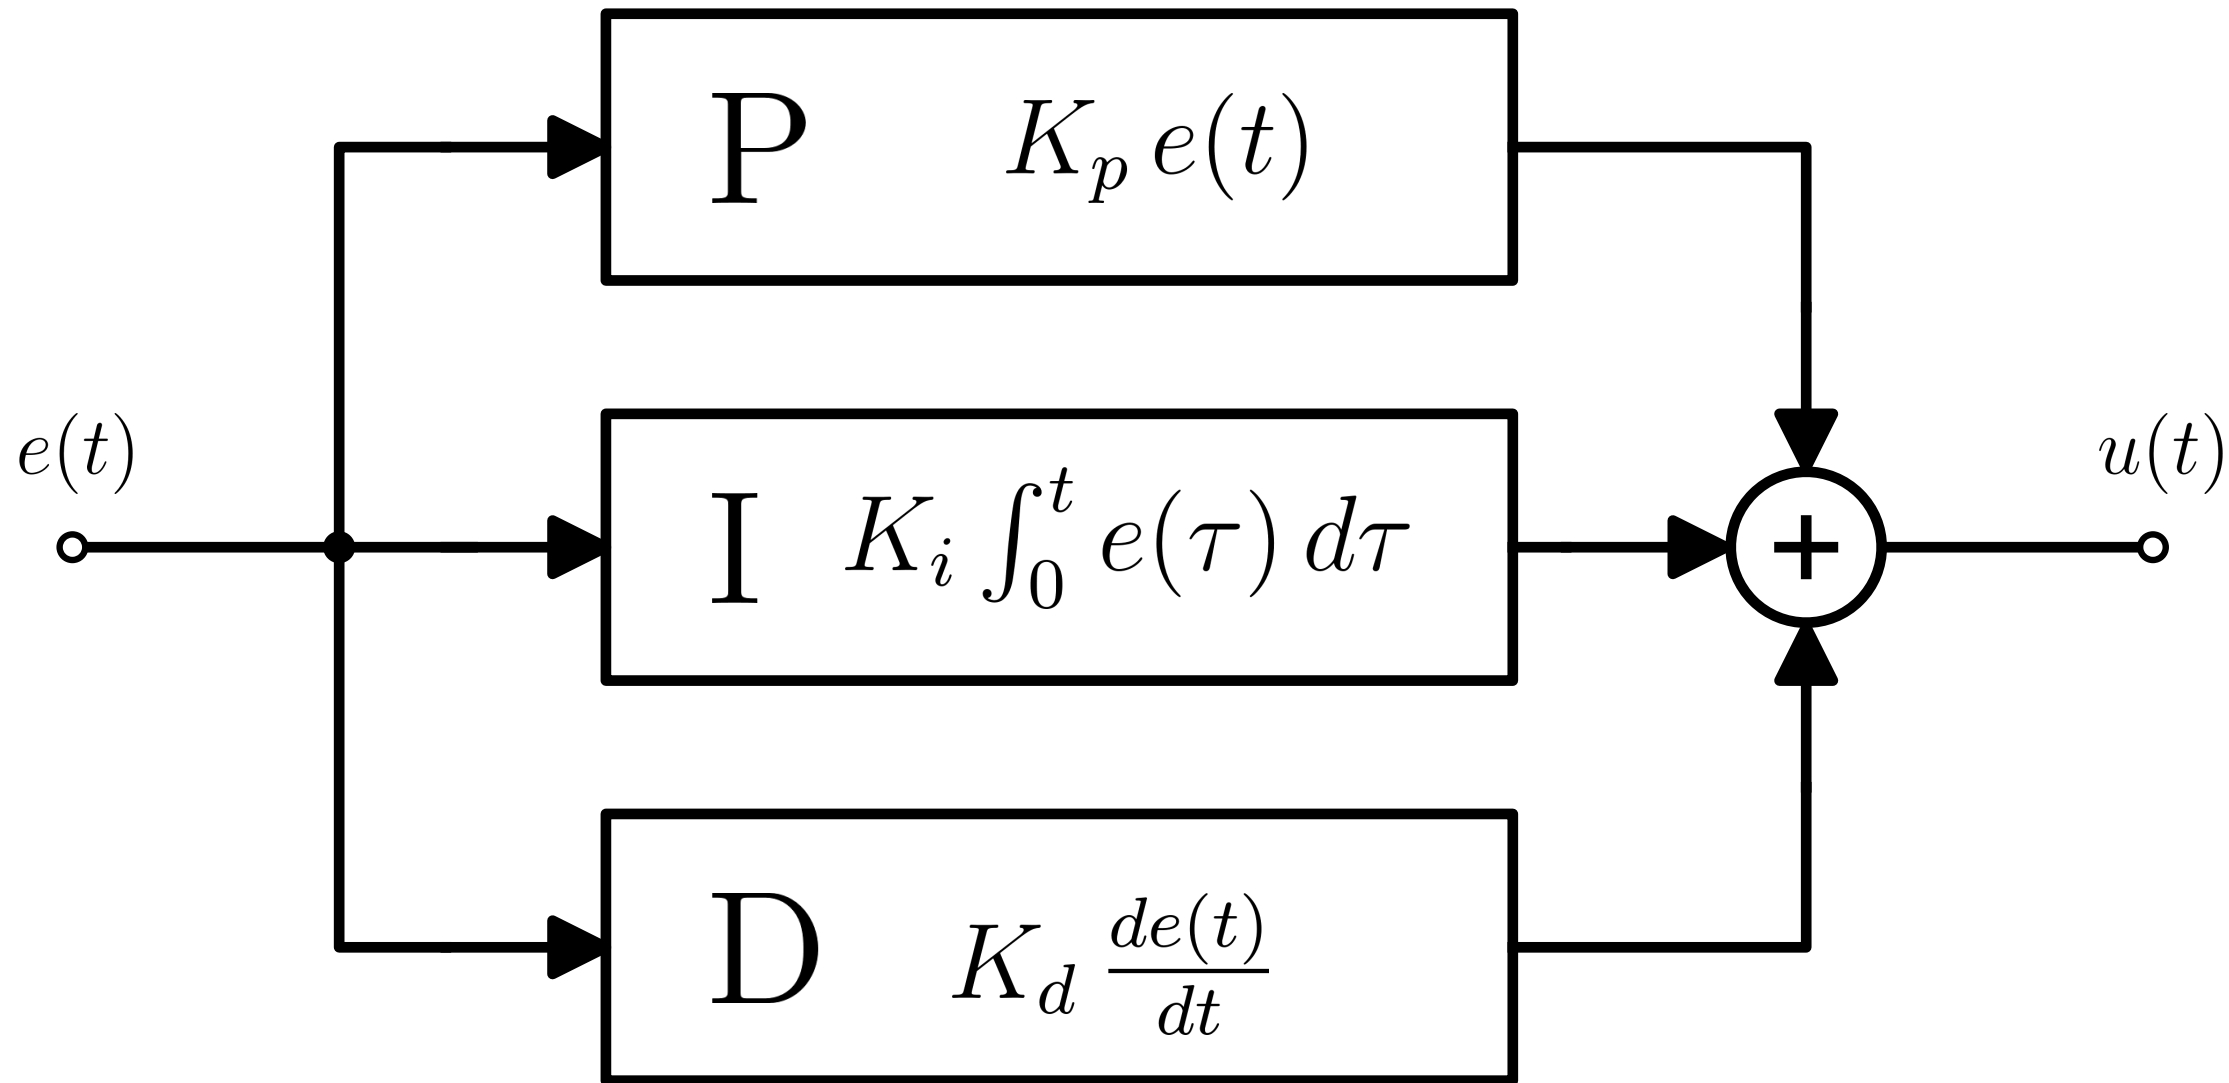 P K_p e(t)
e(t)
I K_i ∫_0^t e(τ) dτ
+
u(t)
D K_d de(t)/dt